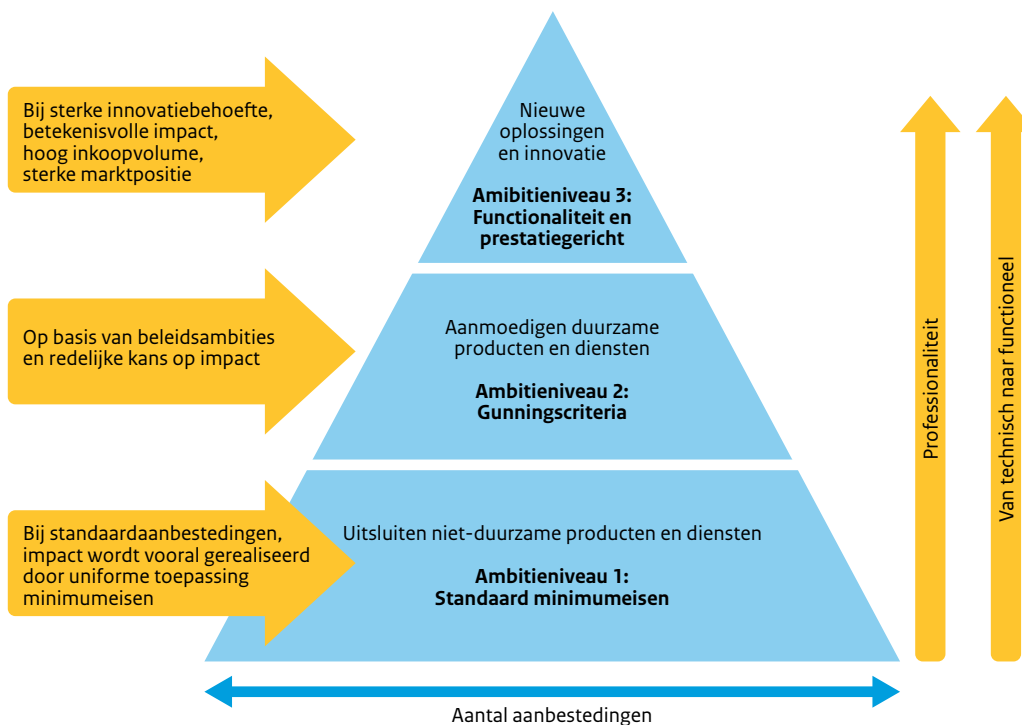 Bij sterke innovatiebehoefte,
betekenisvolle impact,
hoog inkoopvolume,
sterke marktpositie
Nieuwe
oplossingen
en innovatie
Amibitieniveau 3:
Functionaliteit en
prestatiegericht
Op basis van beleidsambities
en redelijke kans op impact
Aanmoedigen duurzame
producten en diensten
Ambitieniveau 2:
Gunningscriteria
Bij standaardaanbestedingen,
impact wordt vooral gerealiseerd
door uniforme toepassing
minimumeisen
Uitsluiten niet-duurzame producten en diensten
Ambitieniveau 1:
Standaard minimumeisen
Professionaliteit
Van technisch naar functioneel
Aantal aanbestedingen